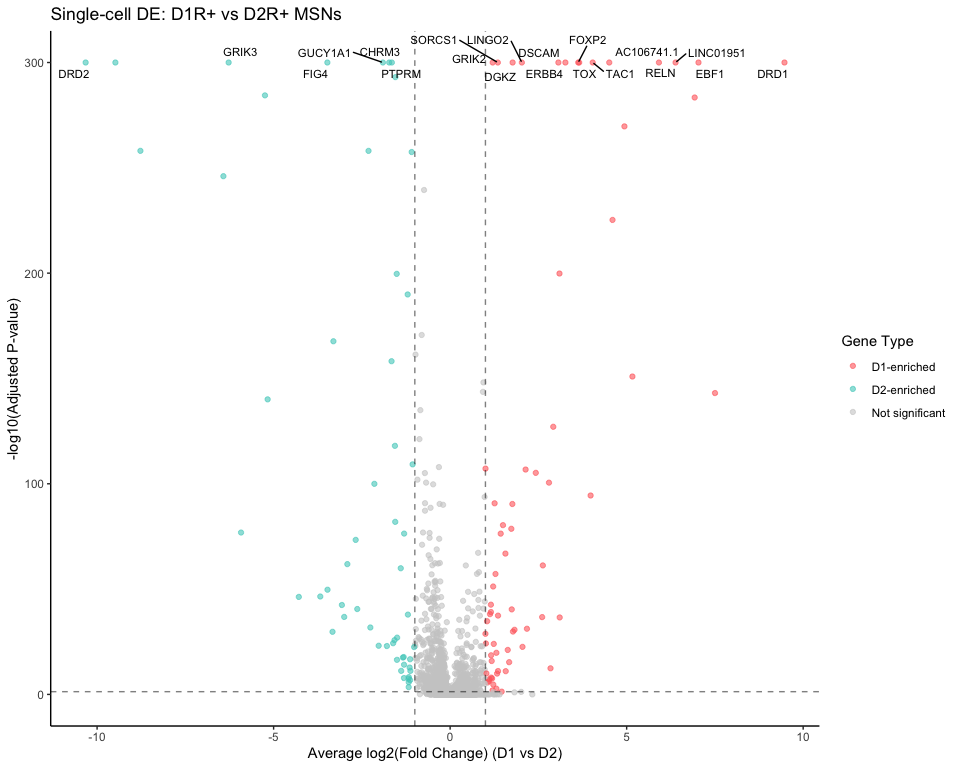 Single-cell DE: D1R+ vs D2R+ MSNs
SORCS1 LINGO2 FOXP2
GRIK3 GUCY1A1 CHRM3 GRIK2 DSCAM AC106741.1 LINC01951
DRD2 FIG4 PTPRM DGKZ ERBB4 TOX TAC1 RELN EBF1 DRD1
300
200
100
0
-log10(Adjusted P-value)
-10 -5 0 5 10
Average log2(Fold Change) (D1 vs D2)
Gene Type
D1-enriched
D2-enriched
Not significant